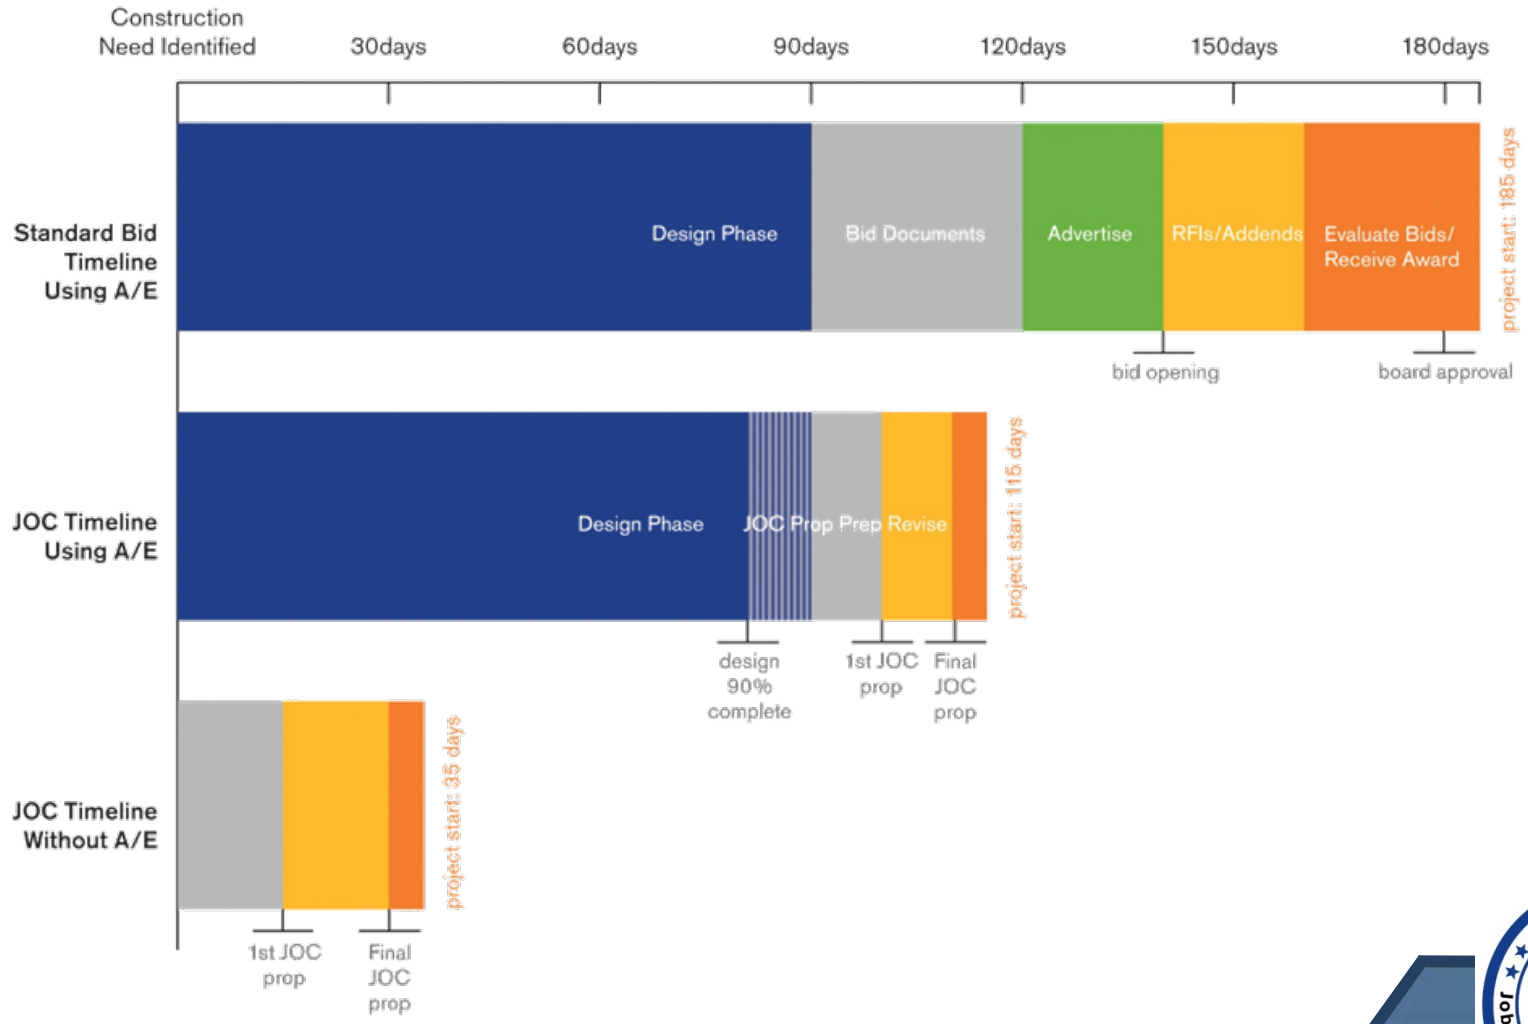 Construction
Need Identified
30days
60days
90days
120days
150days
180days
Standard Bid
Timeline
Using A/E
Design Phase
Bid Documents
Advertise
RFIs/Addends
Evaluate Bids/
Receive Award
project start: 185 days
bid opening
board approval
JOC Timeline
Using A/E
Design Phase
JOC Prop Prep Revise
project start: 115 days
design
90%
complete
1st JOC
prop
Final
JOC
prop
JOC Timeline
Without A/E
project start: 35 days
1st JOC
prop
Final
JOC
prop
Job